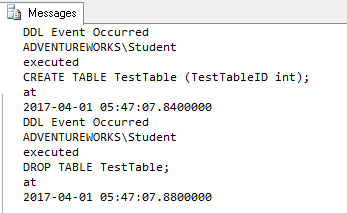 Messages
DDL Event Occurred
ADVENTUREWORKS\Student
executed
CREATE TABLE TestTable (TestTableID int);
at
2017-04-01 05:47:07.8400000
DDL Event Occurred
ADVENTUREWORKS\Student
executed
DROP TABLE TestTable;
at
2017-04-01 05:47:07.8800000